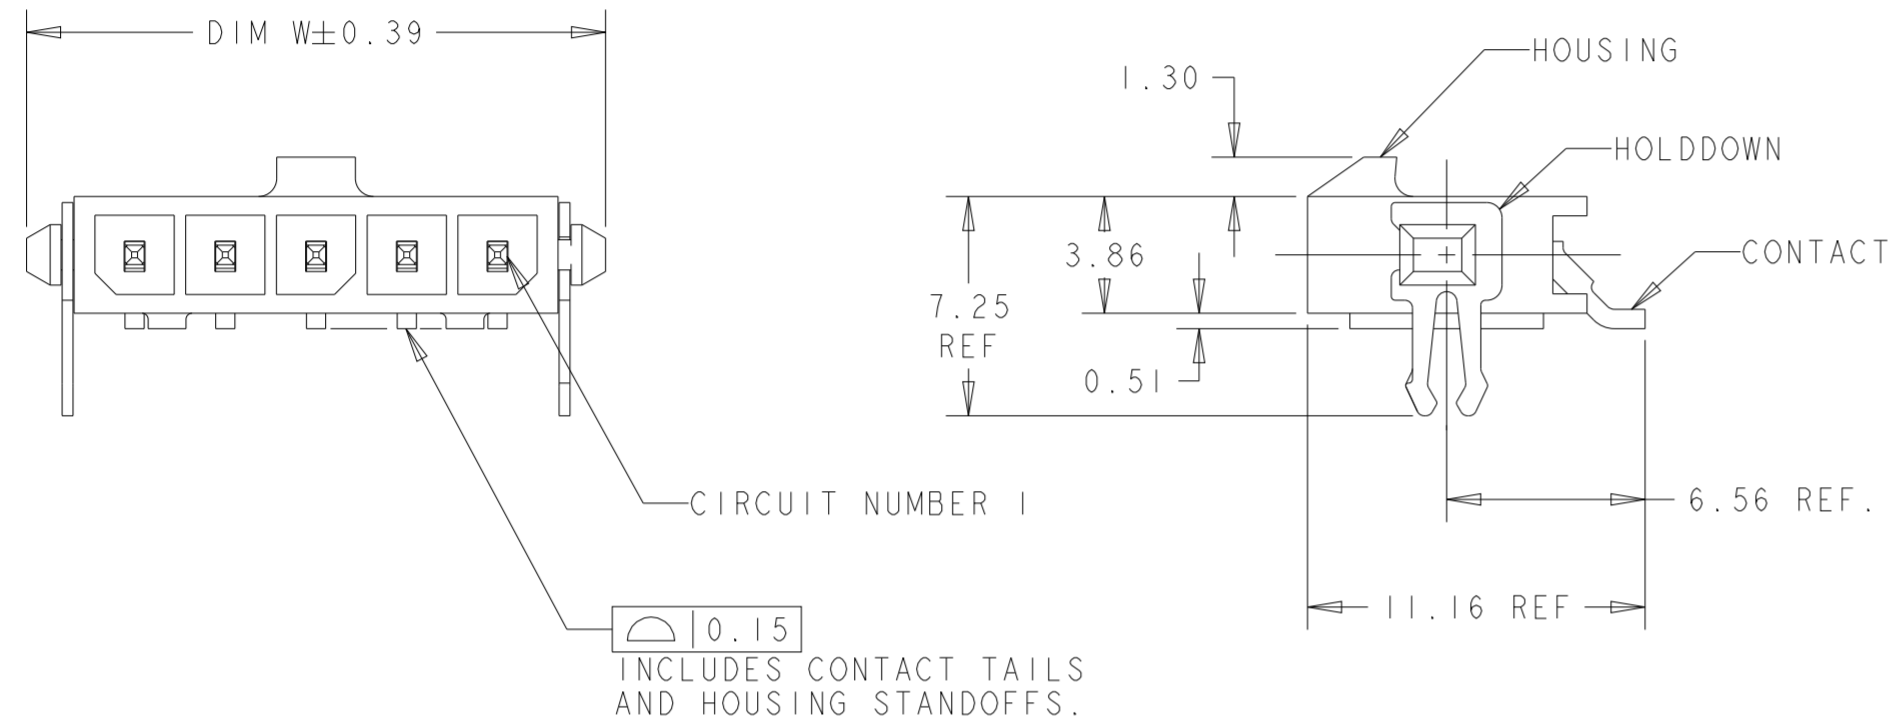 DIM W±0.39
CIRCUIT NUMBER 1
0.15
INCLUDES CONTACT TAILS
AND HOUSING STANDOFFS.
HOUSING
1.30
HOLDDOWN
3.86
CONTACT
7.25
REF
0.51
6.56 REF.
11.16 REF